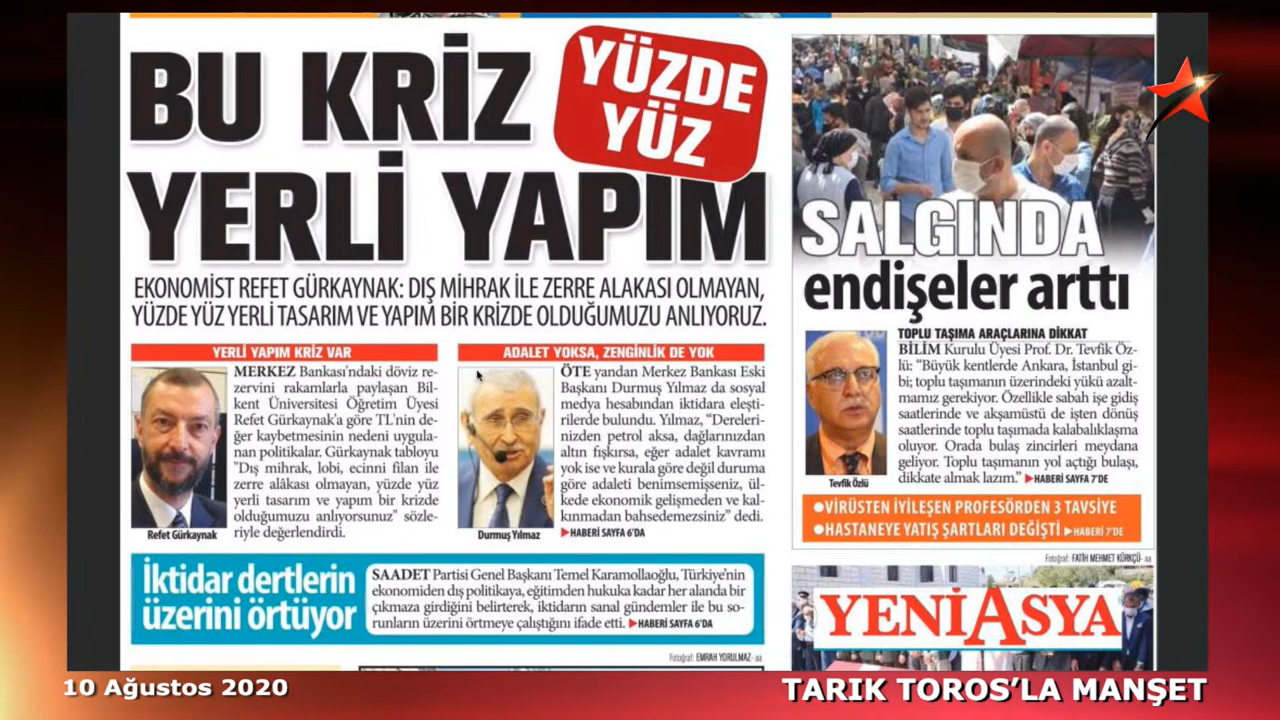 BU KRİZ
YÜZDE
YÜZ
YERLİ YAPIM
EKONOMİST REFET GÜRKAYNAK: DIŞ MİHRAK İLE ZERRE ALAKASI OLMAYAN,
YÜZDE YÜZ YERLİ TASARIM VE YAPIM BİR KRİZDE OLDUĞUMUZU ANLIYORUZ.
YERLİ YAPIM KRİZ VAR
MERKEZ Bankası'ndaki döviz re-
zervini rakamlarla paylaşan Bil-
kent Üniversitesi Öğretim Üyesi
Refet Gürkaynak'a göre TL'nin de-
ğer kaybetmesinin nedeni uygula-
nan politikalar. Gürkaynak tabloyu
"Dış mihrak, lobi, ecinni filan ile
zerre alâkası olmayan, yüzde yüz
yerli tasarım ve yapım bir krizde
olduğumuzu anlıyorsunuz" sözle-
riyle değerlendirdi.
Refet Gürkaynak
ADALET YOKSA, ZENGİNLİK DE YOK
ÖTE yandan Merkez Bankası Eski
Başkanı Durmuş Yılmaz da sosyal
medya hesabından iktidara eleşti-
rilerde bulundu. Yılmaz, "Dereleri-
nizden petrol aksa, dağlarınızdan
altın fışkırsa, eğer adalet kavramı
yok ise ve kurala göre değil duruma
göre adaleti benimsemişseniz, ül-
kede ekonomik gelişmeden ve kal-
kınmadan bahsedemezsiniz" dedi.
HABERİ SAYFA 6'DA
Durmuş Yılmaz
İktidar dertlerin
üzerini örtüyor
SAADET Partisi Genel Başkanı Temel Karamollaoğlu, Türkiye'nin
ekonomiden dış politikaya, eğitimden hukuka kadar her alanda bir
çıkmaza girdiğini belirterek, iktidarın sanal gündemler ile bu so-
runların üzerini örtmeye çalıştığını ifade etti. HABERİ SAYFA 6'DA
Fotoğraf: EMRAH YORULMAZ- aa
SALGINDA
endişeler arttı
TOPLU TAŞIMA ARAÇLARINA DİKKAT
BİLİM Kurulu Üyesi Prof. Dr. Tevfik Öz-
lü: "Büyük kentlerde Ankara, İstanbul gi-
bi; toplu taşımanın üzerindeki yükü azalt-
mamız gerekiyor. Özellikle sabah işe gidiş
saatlerinde ve akşamüstü de işten dönüş
saatlerinde toplu taşımada kalabalıklaşma
oluyor. Orada bulaş zincirleri meydana
geliyor. Toplu taşımanın yol açtığı bulaşı,
dikkate almak lazım." HABERİ SAYFA 7'DE
Tevfik Özlü
●VİRÜSTEN İYİLEŞEN PROFESÖRDEN 3 TAVSİYE
●HASTANEYE YATIŞ ŞARTLARI DEĞİŞTİ HABERİ 7'DE
Fotoğraf: FATİH MEHMET KÜRKÇÜ- aa
YENİASYA
10 Ağustos 2020
TARIK TOROS'LA MANŞET